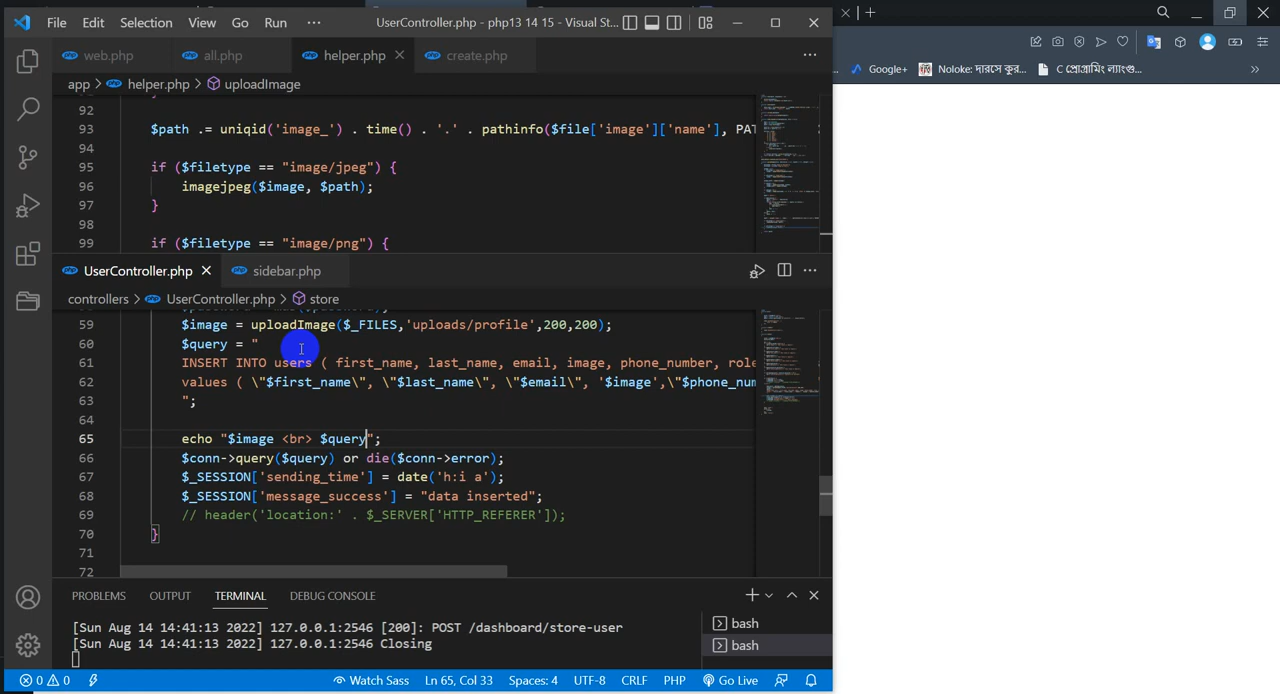 File Edit Selection View Go Run ··· UserController.php - php13 14 15 - Visual St...
web.php all.php helper.php create.php
app > helper.php > uploadImage
92
93 $path .= uniqid('image_') . time() . '.' . pathinfo($file['image']['name'], PAT
94
95 if ($filetype == "image/jpeg") {
96 imagejpeg($image, $path);
97 }
98
99 if ($filetype == "image/png") {
UserController.php sidebar.php
controllers > UserController.php > store
59 $image = uploadImage($_FILES,'uploads/profile',200,200);
60 $query = "
61 INSERT INTO users ( first_name, last_name, email, image, phone_number, role
62 values ( \"$first_name\", \"$last_name\", \"$email\", '$image',\"$phone_num
63 ";
64
65 echo "$image <br> $query";
66 $conn->query($query) or die($conn->error);
67 $_SESSION['sending_time'] = date('h:i a');
68 $_SESSION['message_success'] = "data inserted";
69 // header('location:' . $_SERVER['HTTP_REFERER']);
70 }
71
72
PROBLEMS OUTPUT TERMINAL DEBUG CONSOLE
[Sun Aug 14 14:41:13 2022] 127.0.0.1:2546 [200]: POST /dashboard/store-user
[Sun Aug 14 14:41:13 2022] 127.0.0.1:2546 Closing
bash
bash
0 0 Watch Sass Ln 65, Col 33 Spaces: 4 UTF-8 CRLF PHP Go Live
Google+ Noloke: দারসে কুর... C প্রোগ্রামিং ল্যাংগু...